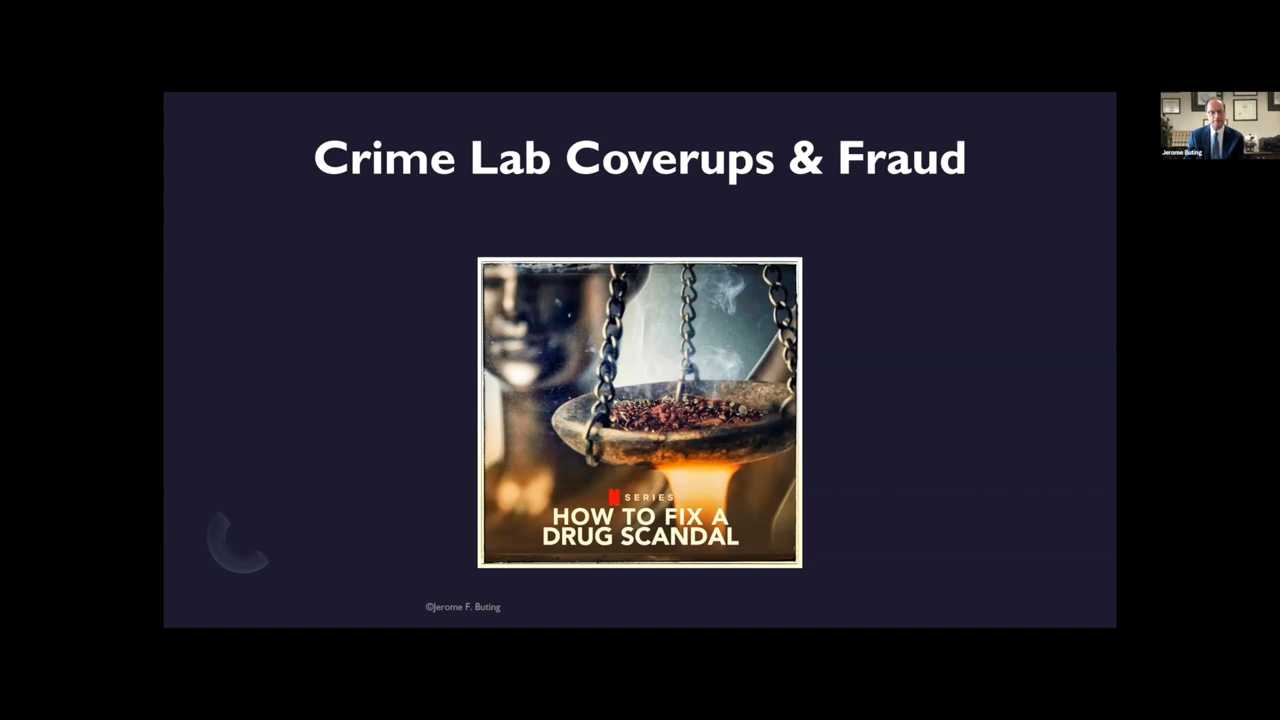 Crime Lab Coverups & Fraud
Jerome Buting
SERIES
HOW TO FIX A
DRUG SCANDAL
©Jerome F. Buting